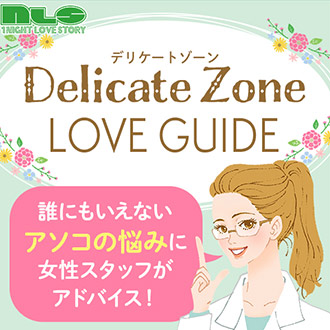 NLS
1 NIGHT LOVE STORY
デリケートゾーン
Delicate Zone
LOVE GUIDE
誰にもいえない
アソコの悩みに
女性スタッフが
アドバイス！